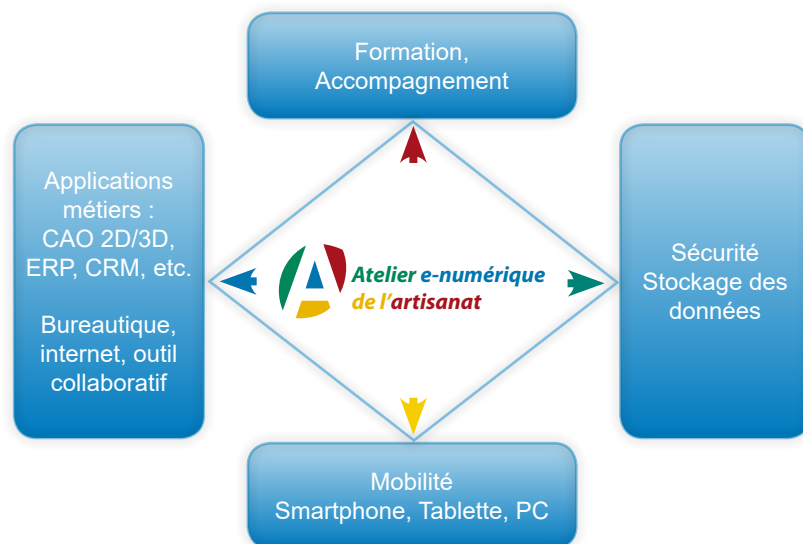 Formation,
Accompagnement
Applications
métiers :
CAO 2D/3D,
ERP, CRM, etc.
Bureautique,
internet, outil
collaboratif
Atelier e-numérique
de l'artisanat
Sécurité
Stockage des
données
Mobilité
Smartphone, Tablette, PC